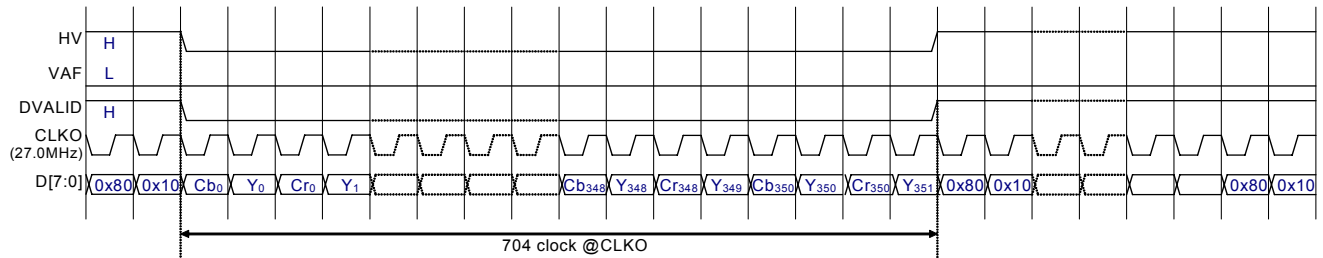 HV H
VAF L
DVALID H
CLKO
(27.0MHz)
D[7:0] 0x80 0x10 Cb0 Y0 Cr0 Y1 Cb348 Y348 Cr348 Y349 Cb350 Y350 Cr350 Y351 0x80 0x10 0x80 0x10
704 clock @CLKO